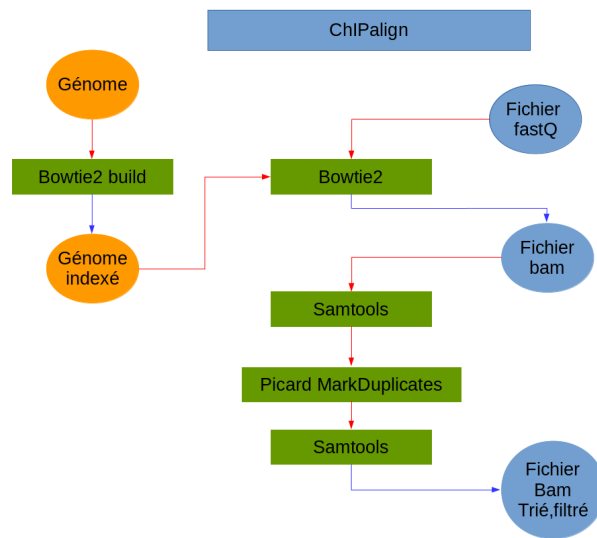 ChIPalign
Génome
Fichier
fastQ
Bowtie2 build
Bowtie2
Génome
indexé
Fichier
bam
Samtools
Picard MarkDuplicates
Samtools
Fichier
Bam
Trié,filtré